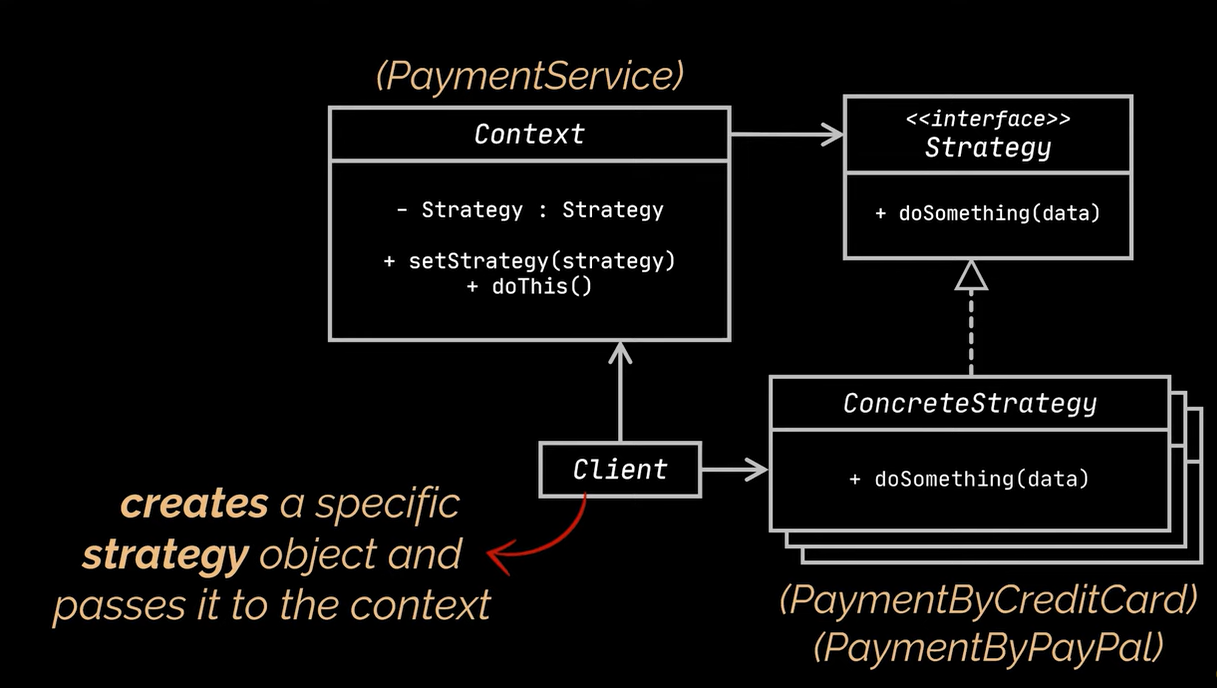 (PaymentService)
Context
- Strategy : Strategy
+ setStrategy(strategy)
+ doThis()
<<interface>>
Strategy
+ doSomething(data)
Client
ConcreteStrategy
+ doSomething(data)
creates a specific
strategy object and
passes it to the context
(PaymentByCreditCard)
(PaymentByPayPal)